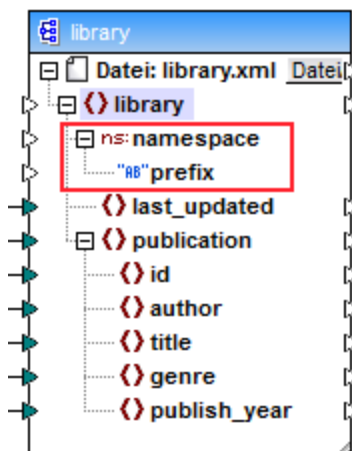 library
Datei: library.xml Datei
{} library
ns: namespace
"AB" prefix
{} last_updated
{} publication
{} id
{} author
{} title
{} genre
{} publish_year